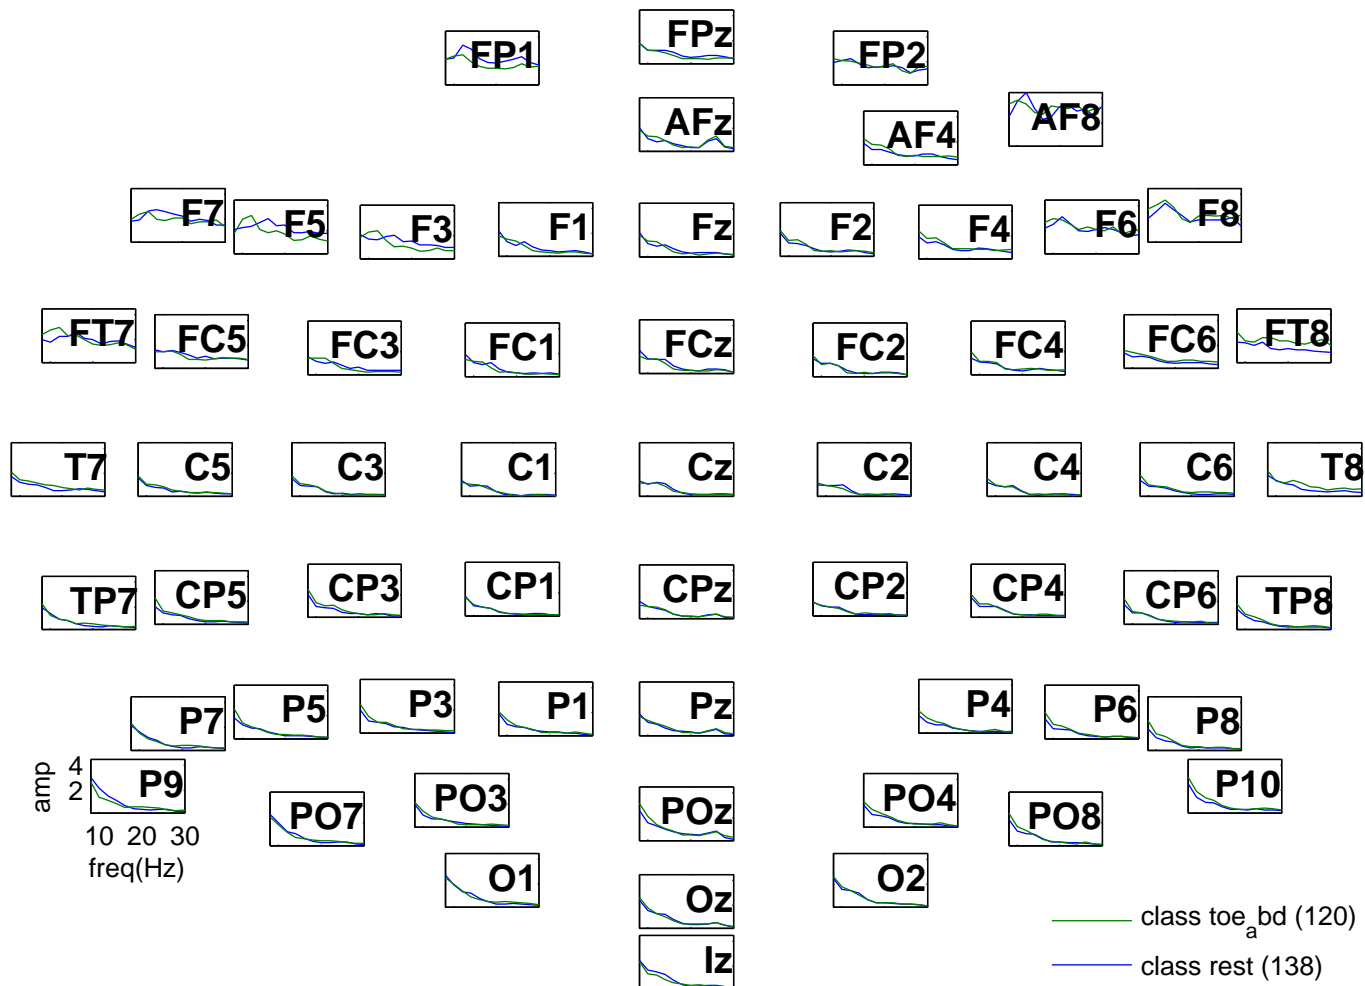 FP1 FPz FP2
AFz AF4 AF8
F7 F5 F3 F1 Fz F2 F4 F6 F8
FT7 FC5 FC3 FC1 FCz FC2 FC4 FC6 FT8
T7 C5 C3 C1 Cz C2 C4 C6 T8
TP7 CP5 CP3 CP1 CPz CP2 CP4 CP6 TP8
P7 P5 P3 P1 Pz P4 P6 P8
P9 PO7 PO3 POz PO4 PO8 P10
amp
4
2
10 20 30
freq(Hz)
O1 Oz O2
Iz
class toe_abd (120)
class rest (138)